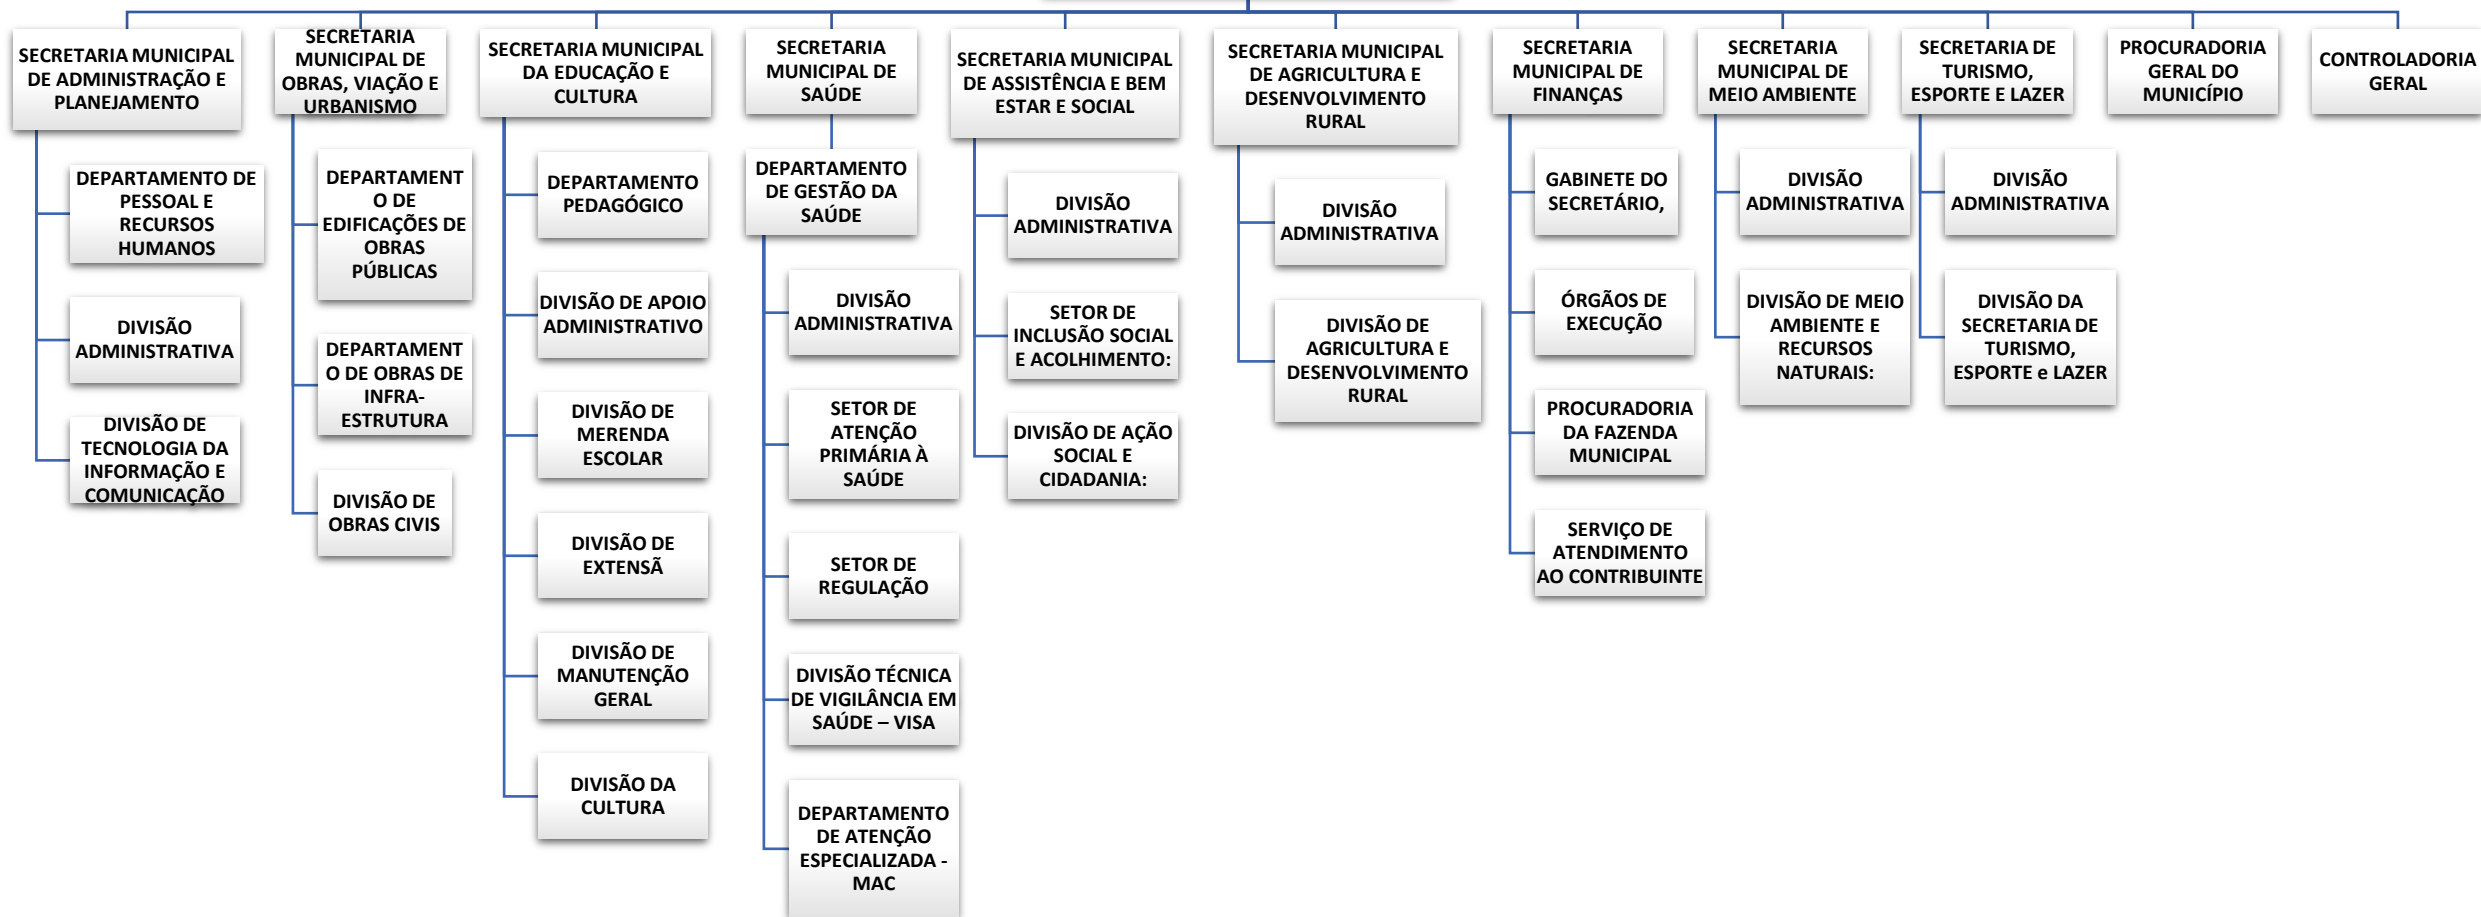 SECRETARIA MUNICIPAL
DE ADMINISTRAÇÃO E
PLANEJAMENTO
DEPARTAMENTO DE
PESSOAL E
RECURSOS
HUMANOS
DIVISÃO
ADMINISTRATIVA
DIVISÃO DE
TECNOLOGIA DA
INFORMAÇÃO E
COMUNICAÇÃO
SECRETARIA
MUNICIPAL DE
OBRAS, VIAÇÃO E
URBANISMO
DEPARTAMENT
O DE
EDIFICAÇÕES DE
OBRAS
PÚBLICAS
DEPARTAMENT
O DE OBRAS DE
INFRA-
ESTRUTURA
DIVISÃO DE
OBRAS CIVIS
SECRETARIA MUNICIPAL
DA EDUCAÇÃO E
CULTURA
DEPARTAMENTO
PEDAGÓGICO
DIVISÃO DE APOIO
ADMINISTRATIVO
DIVISÃO DE
MERENDA
ESCOLAR
DIVISÃO DE
EXTENSÃ
DIVISÃO DE
MANUTENÇÃO
GERAL
DIVISÃO DA
CULTURA
SECRETARIA
MUNICIPAL DE
SAÚDE
DEPARTAMENTO
DE GESTÃO DA
SAÚDE
DIVISÃO
ADMINISTRATIVA
SETOR DE
ATENÇÃO
PRIMÁRIA À
SAÚDE
SETOR DE
REGULAÇÃO
DIVISÃO TÉCNICA
DE VIGILÂNCIA EM
SAÚDE – VISA
DEPARTAMENTO
DE ATENÇÃO
ESPECIALIZADA -
MAC
SECRETARIA MUNICIPAL
DE ASSISTÊNCIA E BEM
ESTAR E SOCIAL
DIVISÃO
ADMINISTRATIVA
SETOR DE
INCLUSÃO SOCIAL
E ACOLHIMENTO:
DIVISÃO DE AÇÃO
SOCIAL E
CIDADANIA:
SECRETARIA MUNICIPAL
DE AGRICULTURA E
DESENVOLVIMENTO
RURAL
DIVISÃO
ADMINISTRATIVA
DIVISÃO DE
AGRICULTURA E
DESENVOLVIMENTO
RURAL
SECRETARIA
MUNICIPAL DE
FINANÇAS
GABINETE DO
SECRETÁRIO,
ÓRGÃOS DE
EXECUÇÃO
PROCURADORIA
DA FAZENDA
MUNICIPAL
SERVIÇO DE
ATENDIMENTO
AO CONTRIBUINTE
SECRETARIA
MUNICIPAL DE
MEIO AMBIENTE
DIVISÃO
ADMINISTRATIVA
DIVISÃO DE MEIO
AMBIENTE E
RECURSOS
NATURAIS:
SECRETARIA DE
TURISMO,
ESPORTE E LAZER
DIVISÃO
ADMINISTRATIVA
DIVISÃO DA
SECRETARIA DE
TURISMO,
ESPORTE e LAZER
PROCURADORIA
GERAL DO
MUNICÍPIO
CONTROLADORIA
GERAL